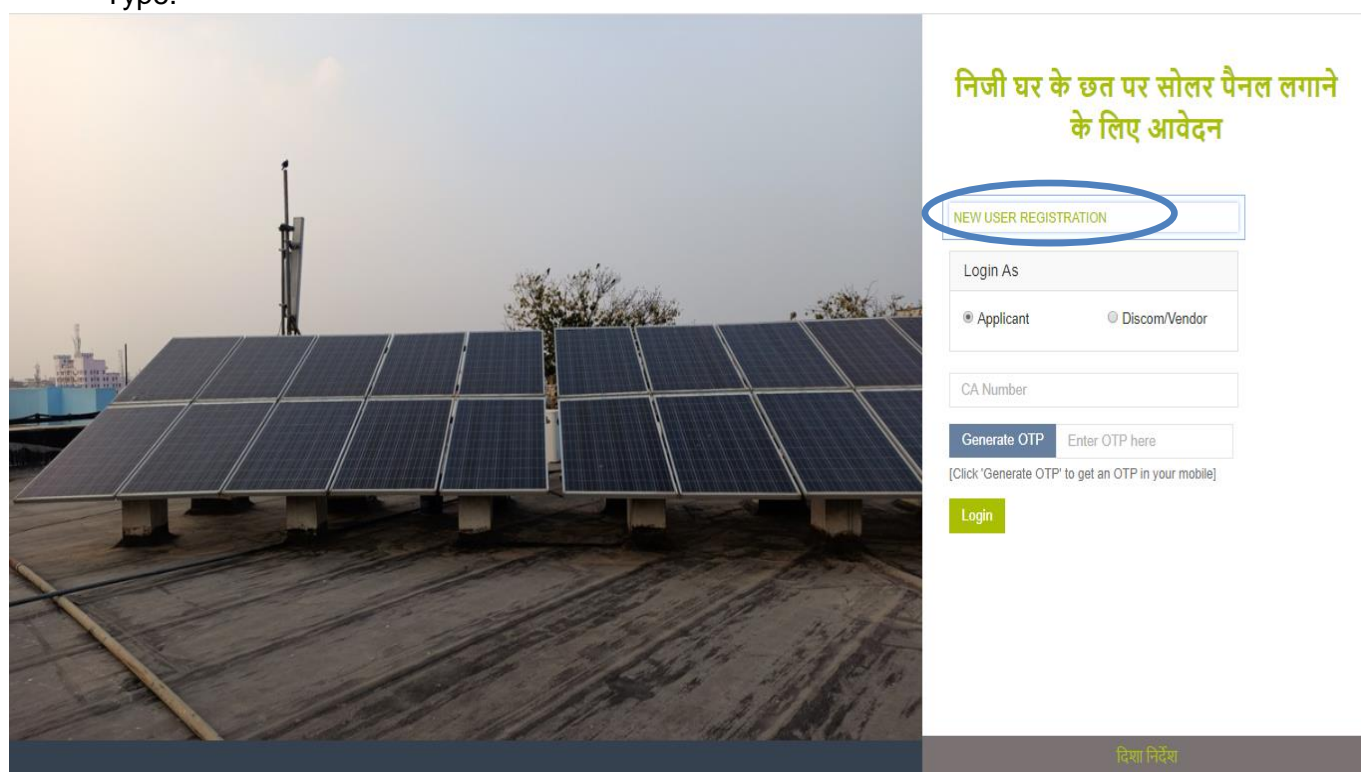 Type:
निजी घर के छत पर सोलर पैनल लगाने
के लिए आवेदन
NEW USER REGISTRATION
Login As
Applicant Discom/Vendor
CA Number
Generate OTP Enter OTP here
[Click 'Generate OTP' to get an OTP in your mobile]
Login
दिशा निर्देश